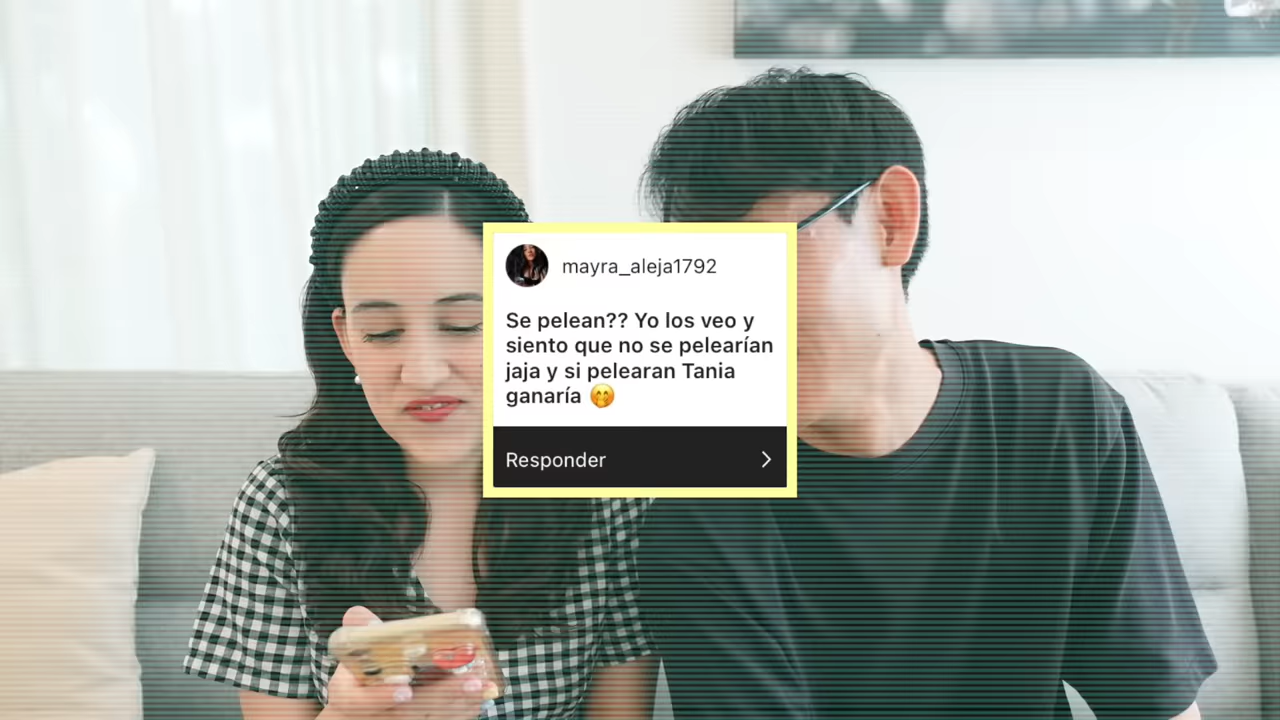 mayra_aleja1792
Se pelean?? Yo los veo y
siento que no se pelearían
jaja y si pelearan Tania
ganaría 🤭
Responder